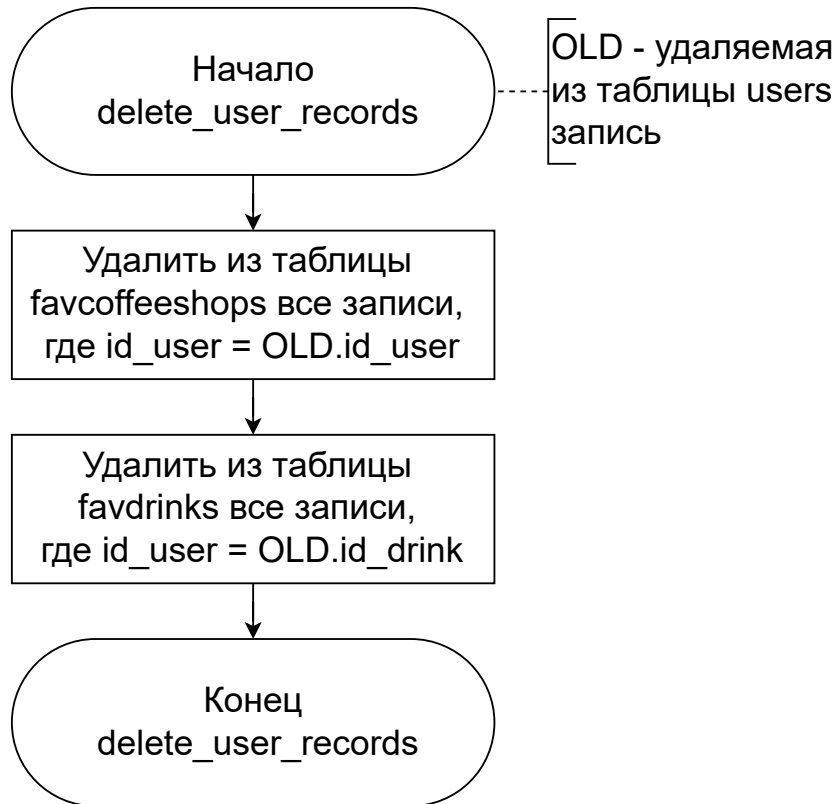 Начало
delete_user_records
OLD - удаляемая
из таблицы users
запись
Удалить из таблицы
favcoffeeshops все записи,
где id_user = OLD.id_user
Удалить из таблицы
favdrinks все записи,
где id_user = OLD.id_drink
Конец
delete_user_records